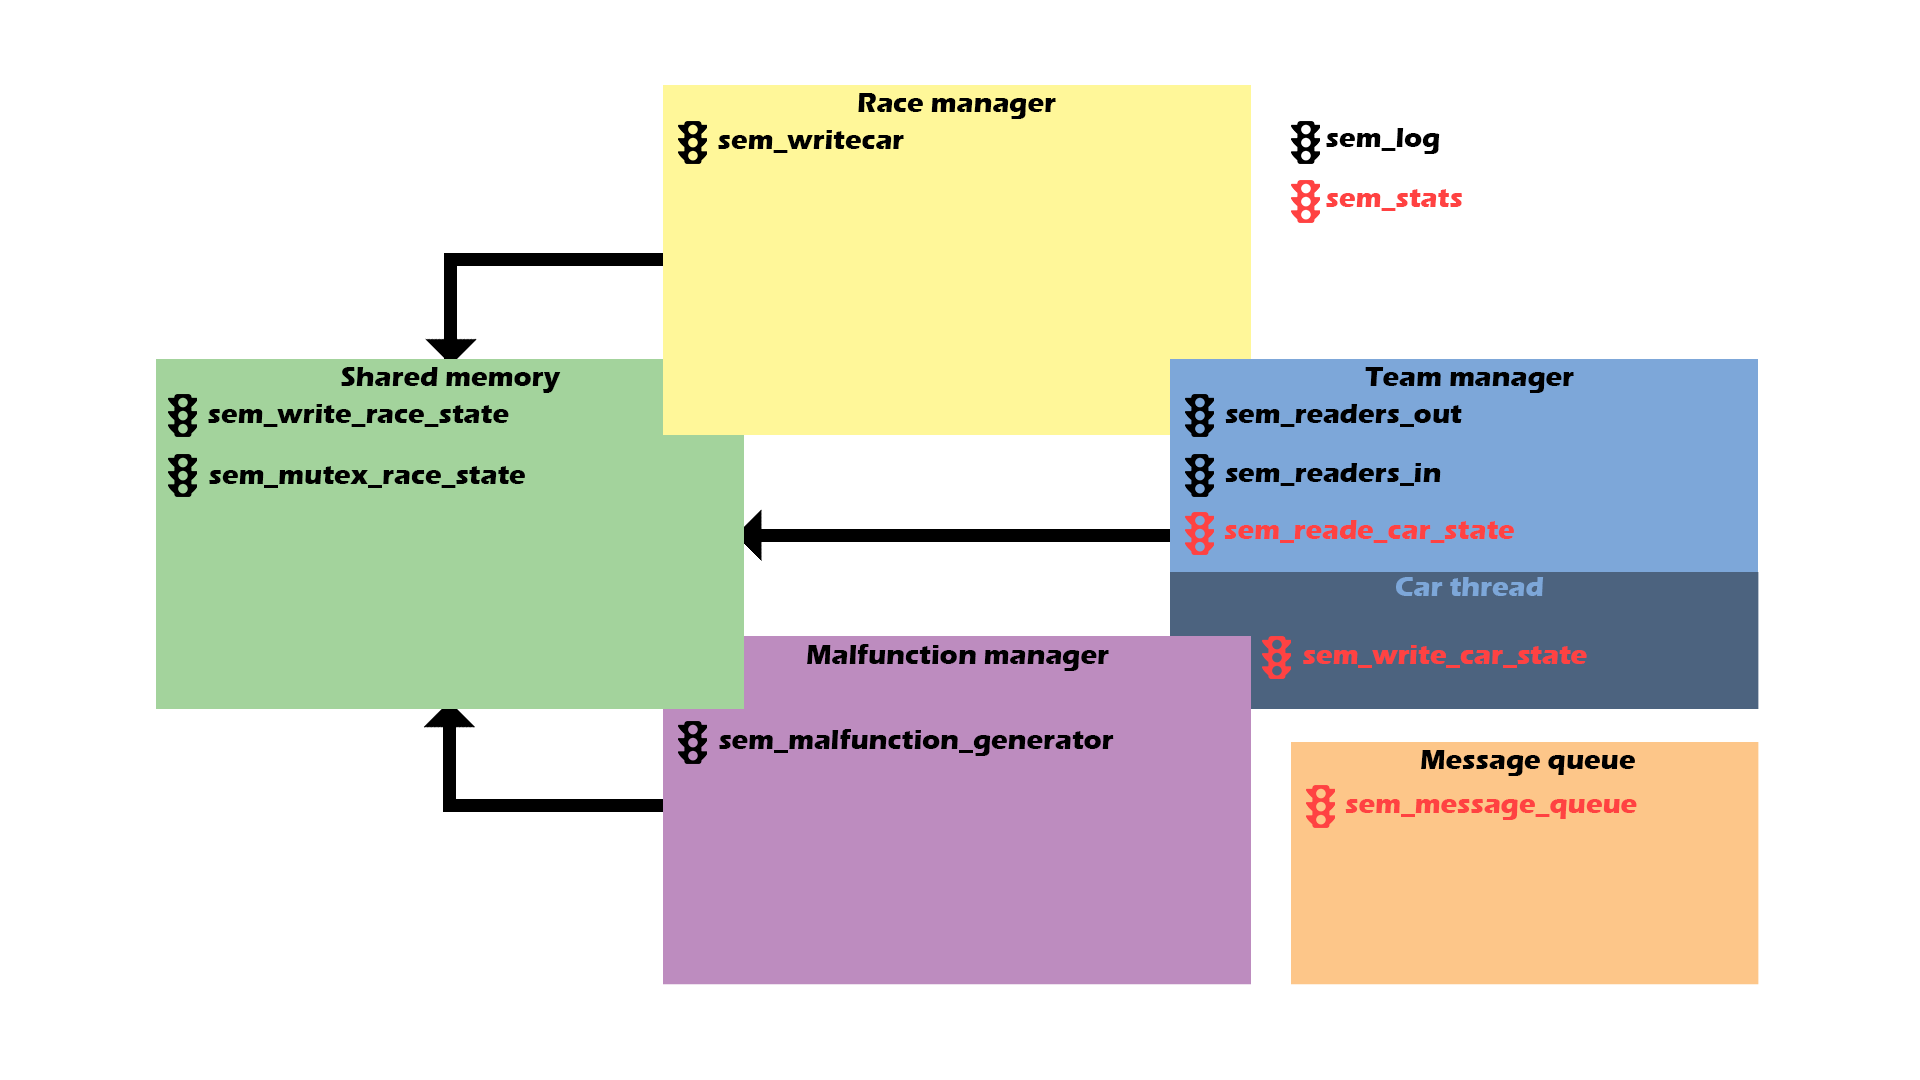 Race manager
sem_writecar
sem_log
sem_stats
Shared memory
sem_write_race_state
sem_mutex_race_state
Team manager
sem_readers_out
sem_readers_in
sem_reade_car_state
Car thread
sem_write_car_state
Malfunction manager
sem_malfunction_generator
Message queue
sem_message_queue